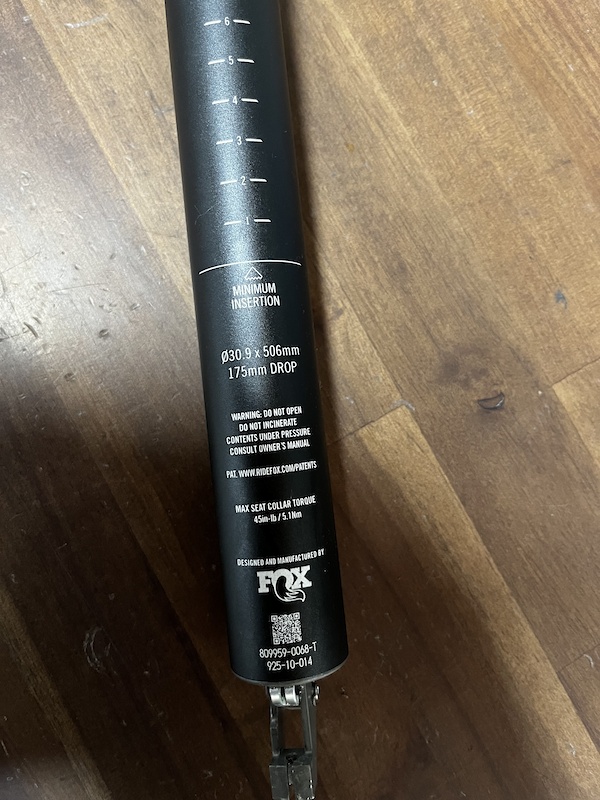 6
5
4
3
2
1
MINIMUM
INSERTION
Ø30.9 x 506mm
175mm DROP
WARNING: DO NOT OPEN
DO NOT INCINERATE
CONTENTS UNDER PRESSURE
CONSULT OWNER'S MANUAL
PAT. WWW.RIDEFOX.COM/PATENTS
MAX SEAT COLLAR TORQUE
45in-lb / 5.1Nm
DESIGNED AND MANUFACTURED BY
FOX
809959-0068-T
925-10-014